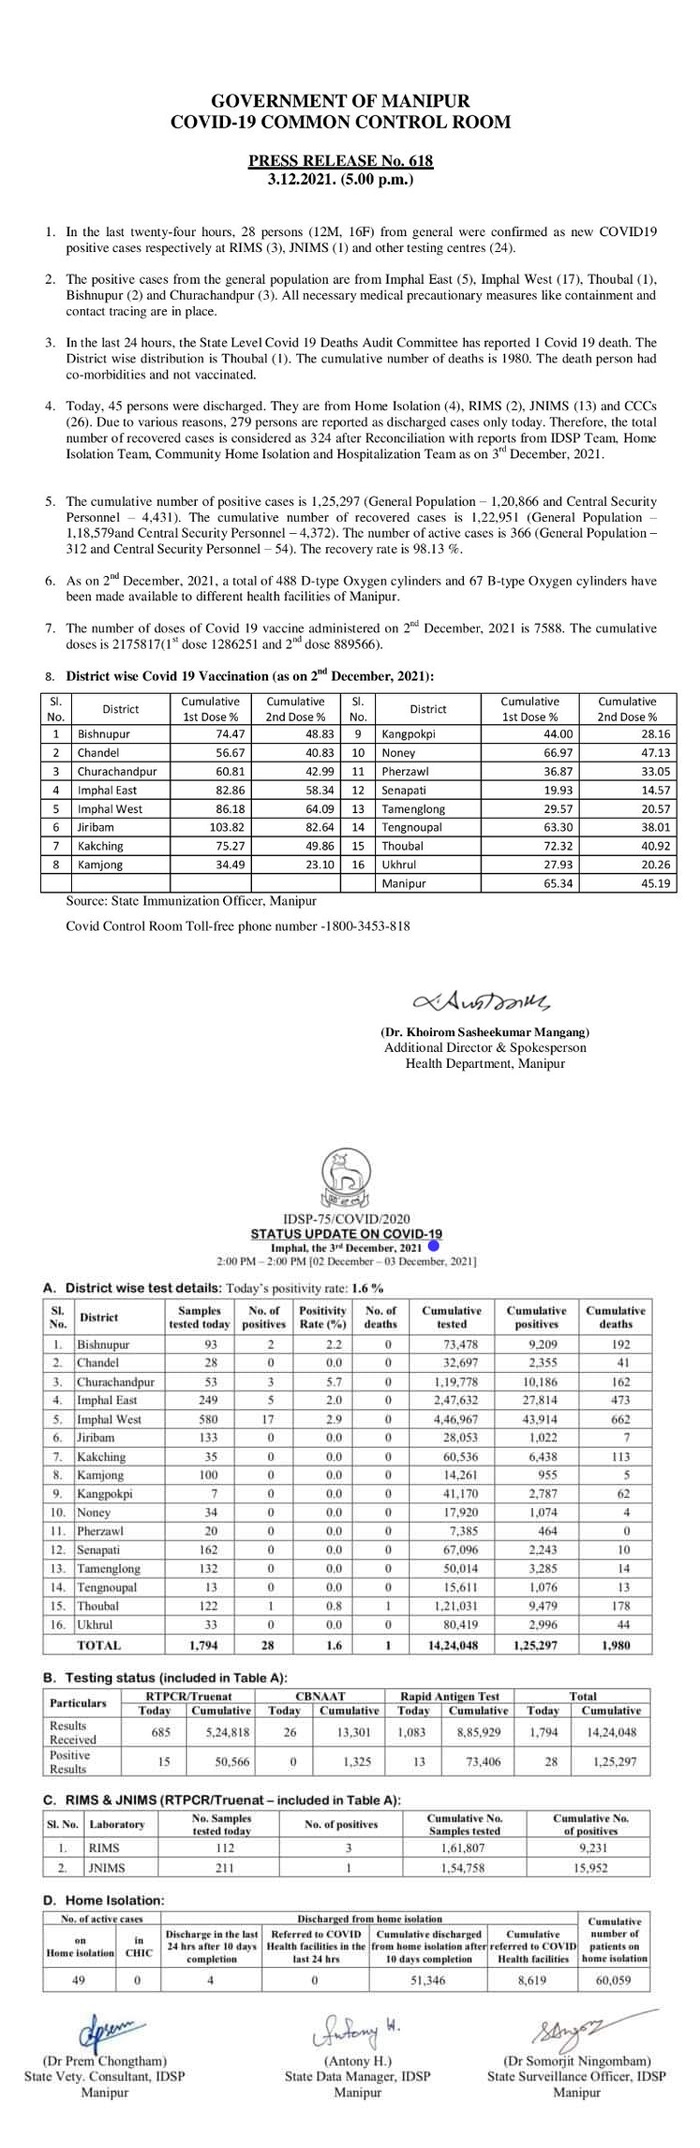 GOVERNMENT OF MANIPUR
COVID-19 COMMON CONTROL ROOM
PRESS RELEASE No. 618
3.12.2021. (5.00 p.m.)
1. In the last twenty-four hours, 28 persons (12M, 16F) from general were confirmed as new COVID19
positive cases respectively at RIMS (3), JNIMS (1) and other testing centres (24).
2. The positive cases from the general population are from Imphal East (5), Imphal West (17), Thoubal (1),
Bishnupur (2) and Churachandpur (3). All necessary medical precautionary measures like containment and
contact tracing are in place.
3. In the last 24 hours, the State Level Covid 19 Deaths Audit Committee has reported 1 Covid 19 death. The
District wise distribution is Thoubal (1). The cumulative number of deaths is 1980. The death person had
co-morbidities and not vaccinated.
4. Today, 45 persons were discharged. They are from Home Isolation (4), RIMS (2), JNIMS (13) and CCCs
(26). Due to various reasons, 279 persons are reported as discharged cases only today. Therefore, the total
number of recovered cases is considered as 324 after Reconciliation with reports from IDSP Team, Home
Isolation Team, Community Home Isolation and Hospitalization Team as on 3rd December, 2021.
5. The cumulative number of positive cases is 1,25,297 (General Population – 1,20,866 and Central Security
Personnel – 4,431). The cumulative number of recovered cases is 1,22,951 (General Population –
1,18,579and Central Security Personnel – 4,372). The number of active cases is 366 (General Population –
312 and Central Security Personnel – 54). The recovery rate is 98.13 %.
6. As on 2nd December, 2021, a total of 488 D-type Oxygen cylinders and 67 B-type Oxygen cylinders have
been made available to different health facilities of Manipur.
7. The number of doses of Covid 19 vaccine administered on 2nd December, 2021 is 7588. The cumulative
doses is 2175817(1st dose 1286251 and 2nd dose 889566).
8. District wise Covid 19 Vaccination (as on 2nd December, 2021):
Sl. No. District Cumulative 1st Dose % Cumulative 2nd Dose % Sl. No. District Cumulative 1st Dose % Cumulative 2nd Dose %
1 Bishnupur 74.47 48.83 9 Kangpokpi 44.00 28.16
2 Chandel 56.67 40.83 10 Noney 66.97 47.13
3 Churachandpur 60.81 42.99 11 Pherzawl 36.87 33.05
4 Imphal East 82.86 58.34 12 Senapati 19.93 14.57
5 Imphal West 86.18 64.09 13 Tamenglong 29.57 20.57
6 Jiribam 103.82 82.64 14 Tengnoupal 63.30 38.01
7 Kakching 75.27 49.86 15 Thoubal 72.32 40.92
8 Kamjong 34.49 23.10 16 Ukhrul 27.93 20.26
Manipur 65.34 45.19
Source: State Immunization Officer, Manipur
Covid Control Room Toll-free phone number -1800-3453-818
(Dr. Khoirom Sasheekumar Mangang)
Additional Director & Spokesperson
Health Department, Manipur
IDSP-75/COVID/2020
STATUS UPDATE ON COVID-19
Imphal, the 3rd December, 2021
2:00 PM – 2:00 PM [02 December – 03 December, 2021]
A. District wise test details: Today's positivity rate: 1.6 %
Sl. No. District Samples tested today No. of positives Positivity Rate (%) No. of deaths Cumulative tested Cumulative positives Cumulative deaths
1. Bishnupur 93 2 2.2 0 73,478 9,209 192
2. Chandel 28 0 0.0 0 32,697 2,355 41
3. Churachandpur 53 3 5.7 0 1,19,778 10,186 162
4. Imphal East 249 5 2.0 0 2,47,632 27,814 473
5. Imphal West 580 17 2.9 0 4,46,967 43,914 662
6. Jiribam 133 0 0.0 0 28,053 1,022 7
7. Kakching 35 0 0.0 0 60,536 6,438 113
8. Kamjong 100 0 0.0 0 14,261 955 5
9. Kangpokpi 7 0 0.0 0 41,170 2,787 62
10. Noney 34 0 0.0 0 17,920 1,074 4
11. Pherzawl 20 0 0.0 0 7,385 464 0
12. Senapati 162 0 0.0 0 67,096 2,243 10
13. Tamenglong 132 0 0.0 0 50,014 3,285 14
14. Tengnoupal 13 0 0.0 0 15,611 1,076 13
15. Thoubal 122 1 0.8 1 1,21,031 9,479 178
16. Ukhrul 33 0 0.0 0 80,419 2,996 44
TOTAL 1,794 28 1.6 1 14,24,048 1,25,297 1,980
B. Testing status (included in Table A):
Particulars RTPCR/Truenat CBNAAT Rapid Antigen Test Total
Today Cumulative Today Cumulative Today Cumulative Today Cumulative
Results Received 685 5,24,818 26 13,301 1,083 8,85,929 1,794 14,24,048
Positive Results 15 50,566 0 1,325 13 73,406 28 1,25,297
C. RIMS & JNIMS (RTPCR/Truenat – included in Table A):
Sl. No. Laboratory No. Samples tested today No. of positives Cumulative No. Samples tested Cumulative No. of positives
1. RIMS 112 3 1,61,807 9,231
2. JNIMS 211 1 1,54,758 15,952
D. Home Isolation:
No. of active cases Discharged from home isolation Cumulative number of patients on home isolation
on Home isolation in CHIC Discharge in the last 24 hrs after 10 days completion Referred to COVID Health facilities in the last 24 hrs Cumulative discharged from home isolation after 10 days completion Cumulative referred to COVID Health facilities
49 0 4 0 51,346 8,619 60,059
Antony H.
(Dr Prem Chongtham) (Antony H.) (Dr Somorjit Ningombam)
State Vety. Consultant, IDSP State Data Manager, IDSP State Surveillance Officer, IDSP
Manipur Manipur Manipur